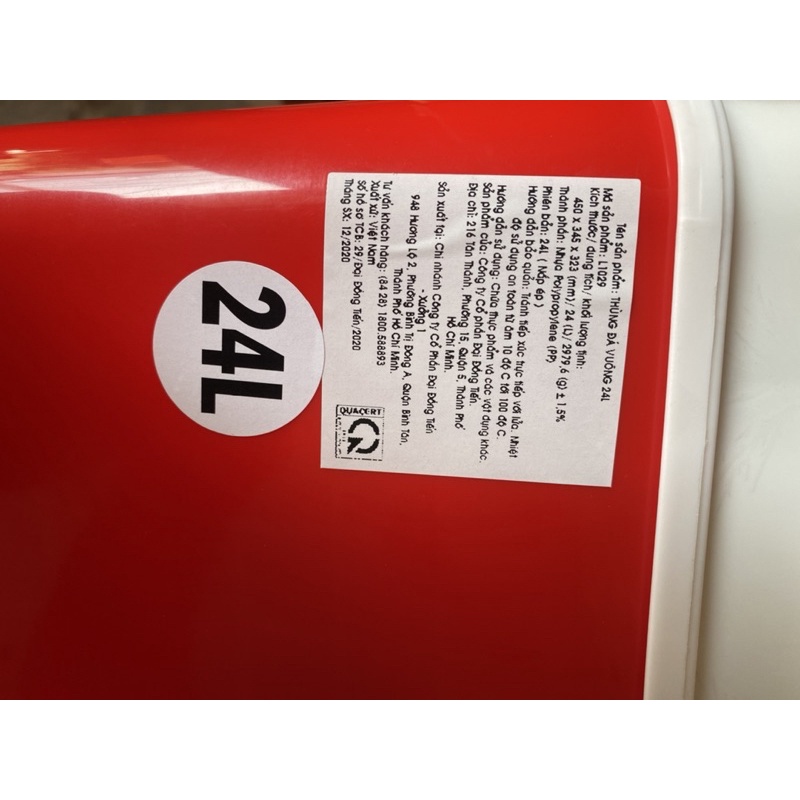 Tên sản phẩm: THÙNG ĐÁ VUÔNG 24L
Mã sản phẩm: L1029
Kích thước/ dung tích/ khối lượng tịnh:
450 x 345 x 323 (mm)/ 24 (L)/ 2979,6 (g) ± 1,5%
Thành phần: Nhựa Polypropylene (PP)
Phiên bản: 24L ( Nắp ép )
Hướng dẫn bảo quản: Tránh tiếp xúc trực tiếp với lửa. Nhiệt
độ sử dụng an toàn từ âm 10 độ C tới 100 độ C.
Hướng dẫn sử dụng: Chứa thực phẩm và các vật dụng khác.
Sản phẩm của: Công ty Cổ phần Đại Đồng Tiến.
Địa chỉ: 216 Tân Thành, Phường 15, Quận 5, Thành Phố
Hồ Chí Minh.
Sản xuất tại: Chi nhánh Công ty Cổ Phần Đại Đồng Tiến
- Xưởng 1
948 Hương Lộ 2, Phường Bình Trị Đông A, Quận Bình Tân,
Thành Phố Hồ Chí Minh.
Tư vấn khách hàng: (84 28) 1800.588893
Xuất xứ: Việt Nam
Số hồ sơ TCB: 29/Đại Đồng Tiến/2020
Tháng SX: 12/2020
QUACERT
24L